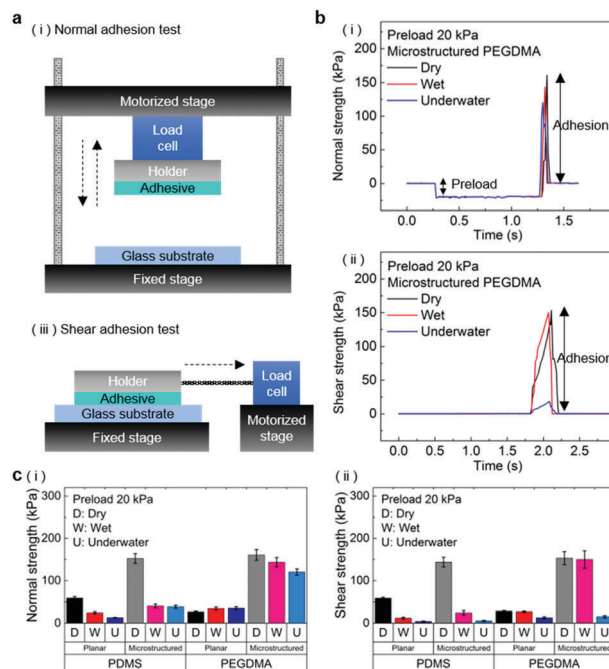 a
( i ) Normal adhesion test
Motorized stage
Load
cell
Holder
Adhesive
Glass substrate
Fixed stage
(iii) Shear adhesion test
Holder
Adhesive
Glass substrate
Fixed stage
Load
cell
Motorized
stage
b
( i )
Normal strength (kPa)
200
150
100
50
0
-50
Preload 20 kPa
Microstructured PEGDMA
Dry
Wet
Underwater
Adhesion
Preload
0.0
0.5
1.0
1.5
Time (s)
(ii)
Shear strength (kPa)
200
150
100
50
0
Preload 20 kPa
Microstructured PEGDMA
Dry
Wet
Underwater
Adhesion
0.0
0.5
1.0
1.5
2.0
2.5
Time (s)
c
( i )
Normal strength (kPa)
300
200
100
0
Preload 20 kPa
D: Dry
W: Wet
U: Underwater
D W U D W U D W U D W U
Planar Microstructured Planar Microstructured
PDMS PEGDMA
(ii)
Shear strength (kPa)
300
200
100
0
Preload 20 kPa
D: Dry
W: Wet
U: Underwater
D W U D W U D W U D W U
Planar Microstructured Planar Microstructured
PDMS PEGDMA